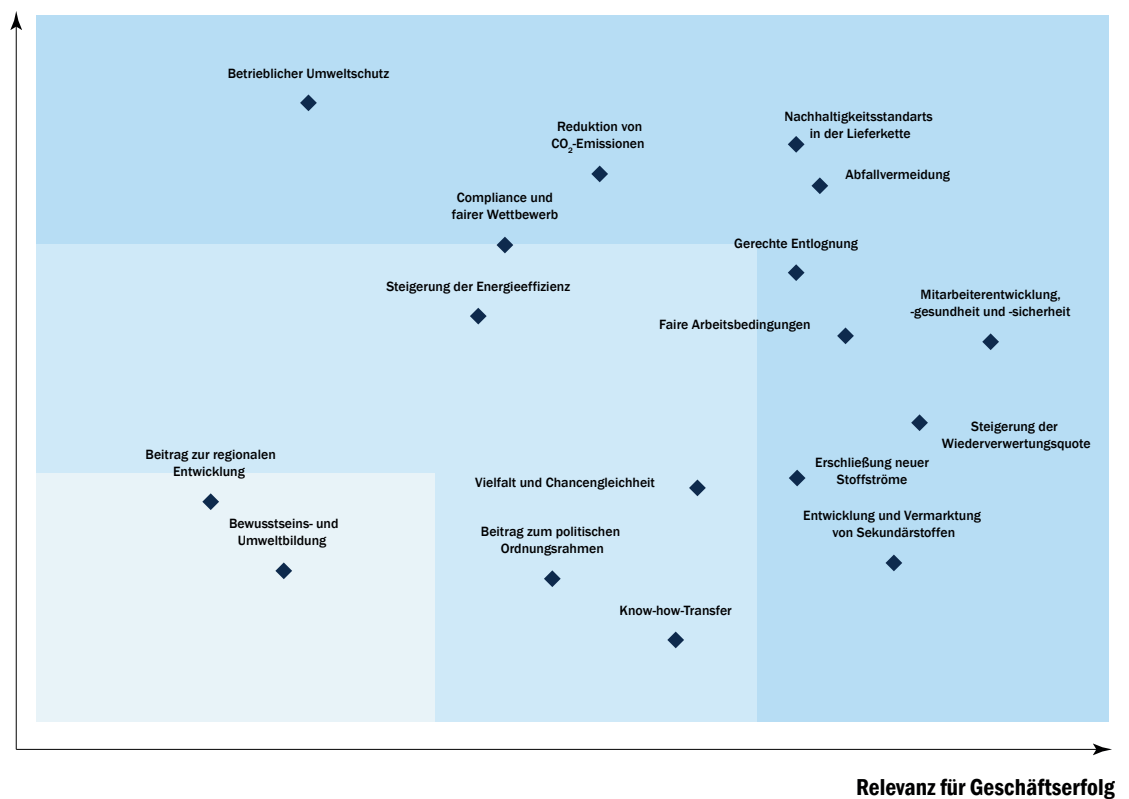 Betrieblicher Umweltschutz
Reduktion von
CO₂-Emissionen
Nachhaltigkeitsstandarts
in der Lieferkette
Abfallvermeidung
Compliance und
fairer Wettbewerb
Gerechte Entlognung
Steigerung der Energieeffizienz
Mitarbeiterentwicklung,
-gesundheit und -sicherheit
Faire Arbeitsbedingungen
Steigerung der
Wiederverwertungsquote
Beitrag zur regionalen
Entwicklung
Erschließung neuer
Stoffströme
Vielfalt und Chancengleichheit
Bewusstseins- und
Umweltbildung
Beitrag zum politischen
Ordnungsrahmen
Entwicklung und Vermarktung
von Sekundärstoffen
Know-how-Transfer
Relevanz für Geschäftserfolg